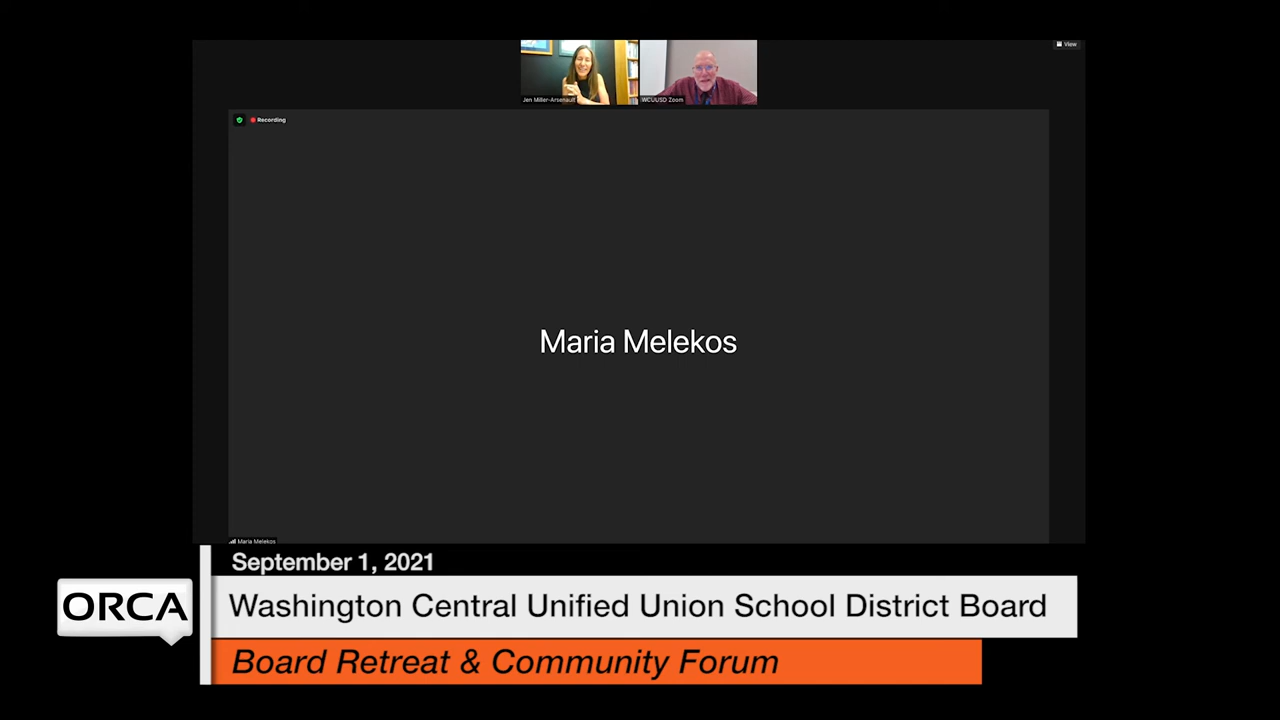 View
Jen Miller-Arsenault
WCUUSD Zoom
Recording
Maria Melekos
Maria Melekos
September 1, 2021
ORCA
Washington Central Unified Union School District Board
Board Retreat & Community Forum